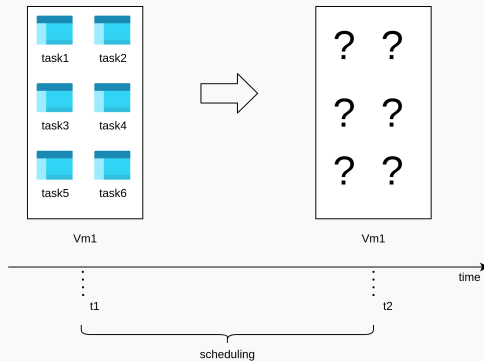 task1 task2
? ?
task3 task4
? ?
task5 task6
? ?
Vm1 Vm1
time
t1 t2
scheduling